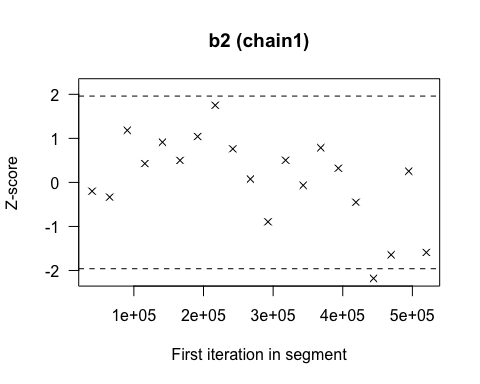 b2 (chain1)
Z-score
2
1
0
-1
-2
1e+05 2e+05 3e+05 4e+05 5e+05
First iteration in segment